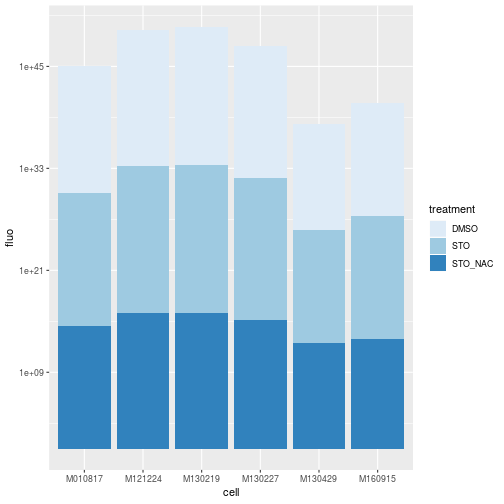 1e+45
1e+33
1e+21
1e+09
fluo
M010817 M121224 M130219 M130227 M130429 M160915
cell
treatment
DMSO
STO
STO_NAC